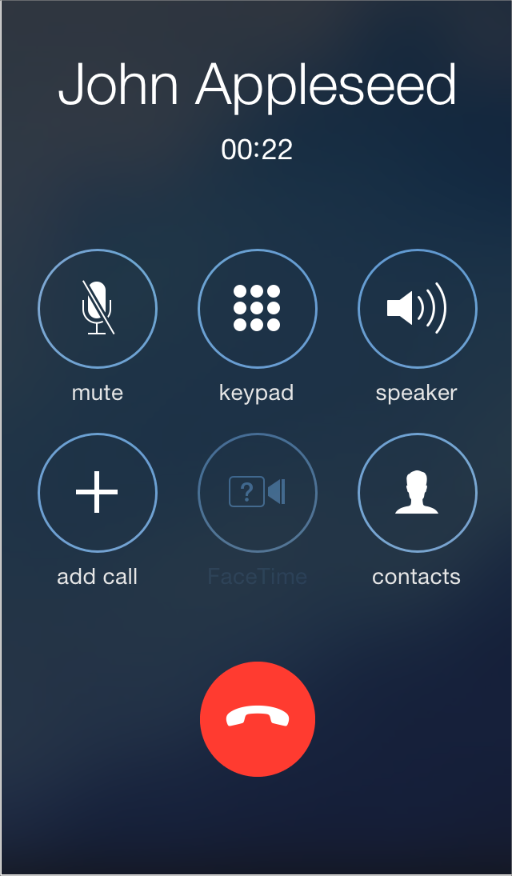 John Appleseed
00:22
mute keypad speaker
?
add call FaceTime contacts